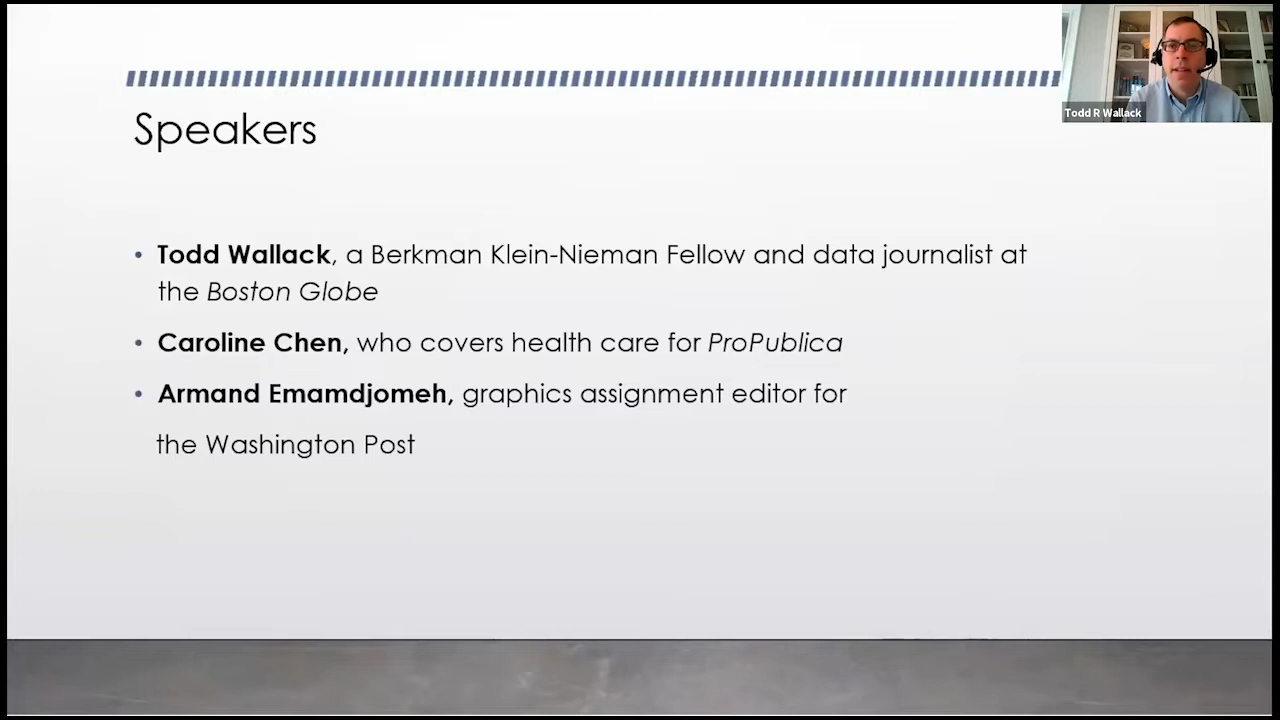 Todd R Wallack
Speakers
• Todd Wallack, a Berkman Klein-Nieman Fellow and data journalist at
the Boston Globe
• Caroline Chen, who covers health care for ProPublica
• Armand Emamdjomeh, graphics assignment editor for
the Washington Post